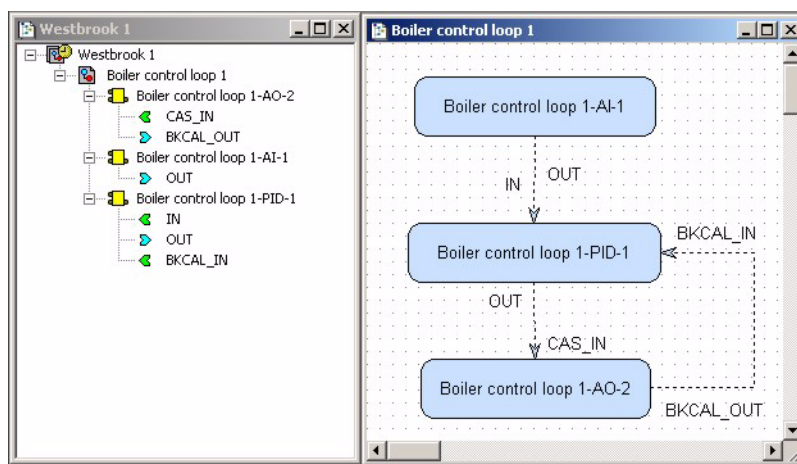 Westbrook 1
Westbrook 1
Boiler control loop 1
Boiler control loop 1-AO-2
CAS_IN
BKCAL_OUT
Boiler control loop 1-AI-1
OUT
Boiler control loop 1-PID-1
IN
OUT
BKCAL_IN
Boiler control loop 1
Boiler control loop 1-AI-1
OUT
IN
BKCAL_IN
Boiler control loop 1-PID-1
OUT
CAS_IN
Boiler control loop 1-AO-2
BKCAL_OUT